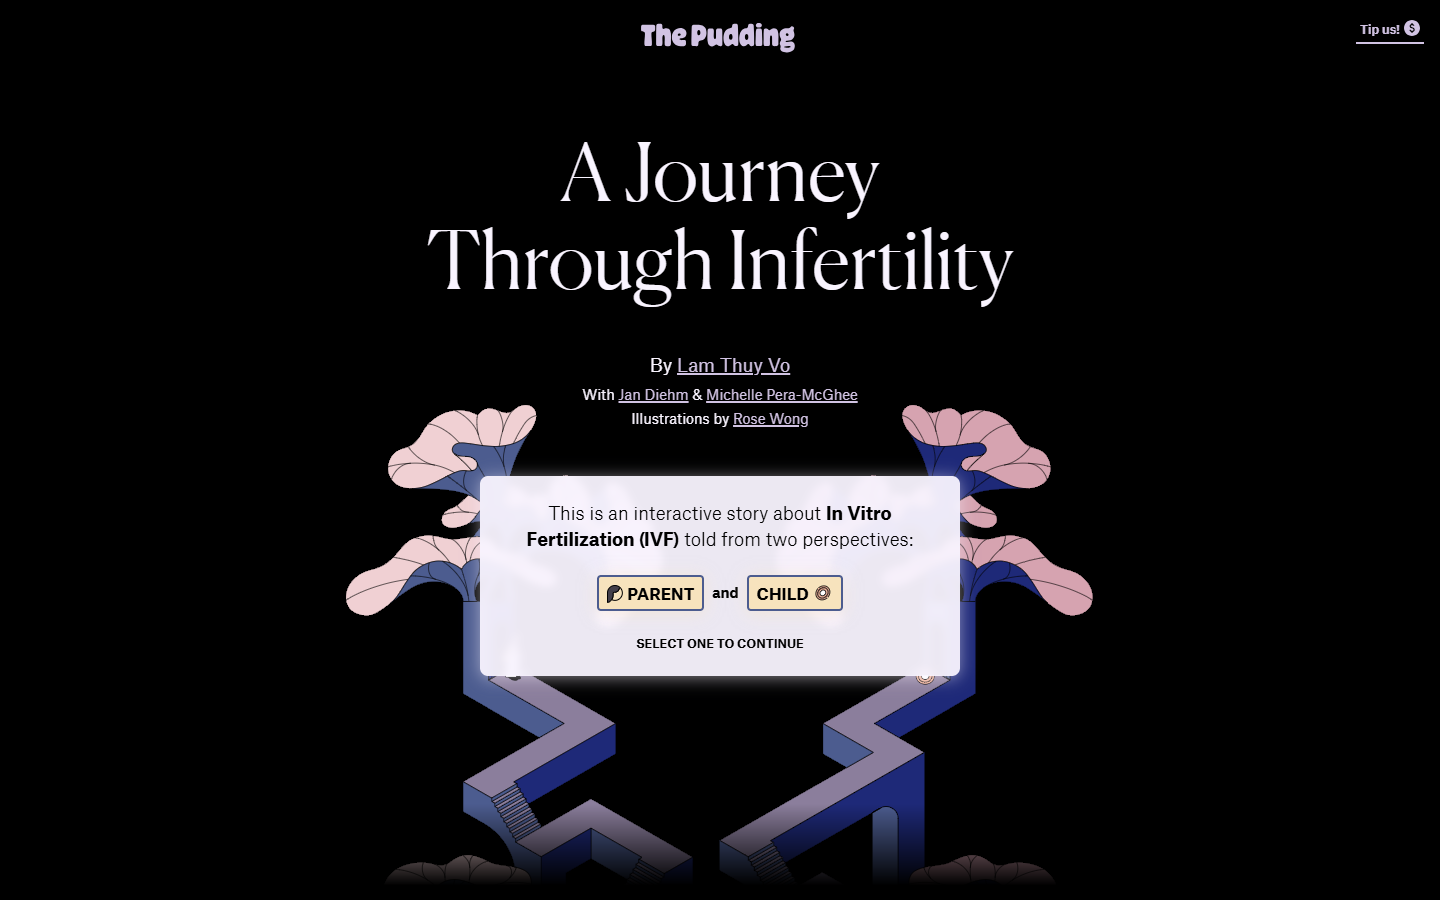 The Pudding
Tip us! $
A Journey
Through Infertility
By Lam Thuy Vo
With Jan Diehm & Michelle Pera-McGhee
Illustrations by Rose Wong
This is an interactive story about In Vitro
Fertilization (IVF) told from two perspectives:
PARENT and CHILD
SELECT ONE TO CONTINUE